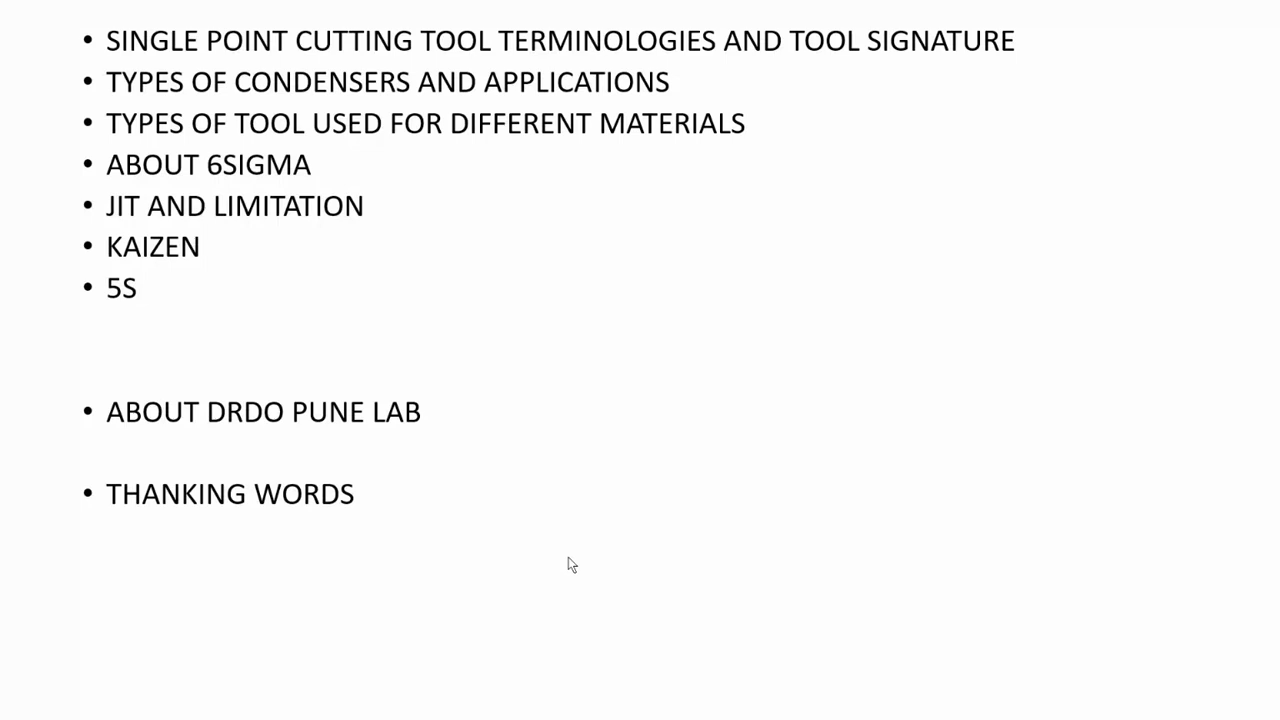 • SINGLE POINT CUTTING TOOL TERMINOLOGIES AND TOOL SIGNATURE
• TYPES OF CONDENSERS AND APPLICATIONS
• TYPES OF TOOL USED FOR DIFFERENT MATERIALS
• ABOUT 6SIGMA
• JIT AND LIMITATION
• KAIZEN
• 5S
• ABOUT DRDO PUNE LAB
• THANKING WORDS